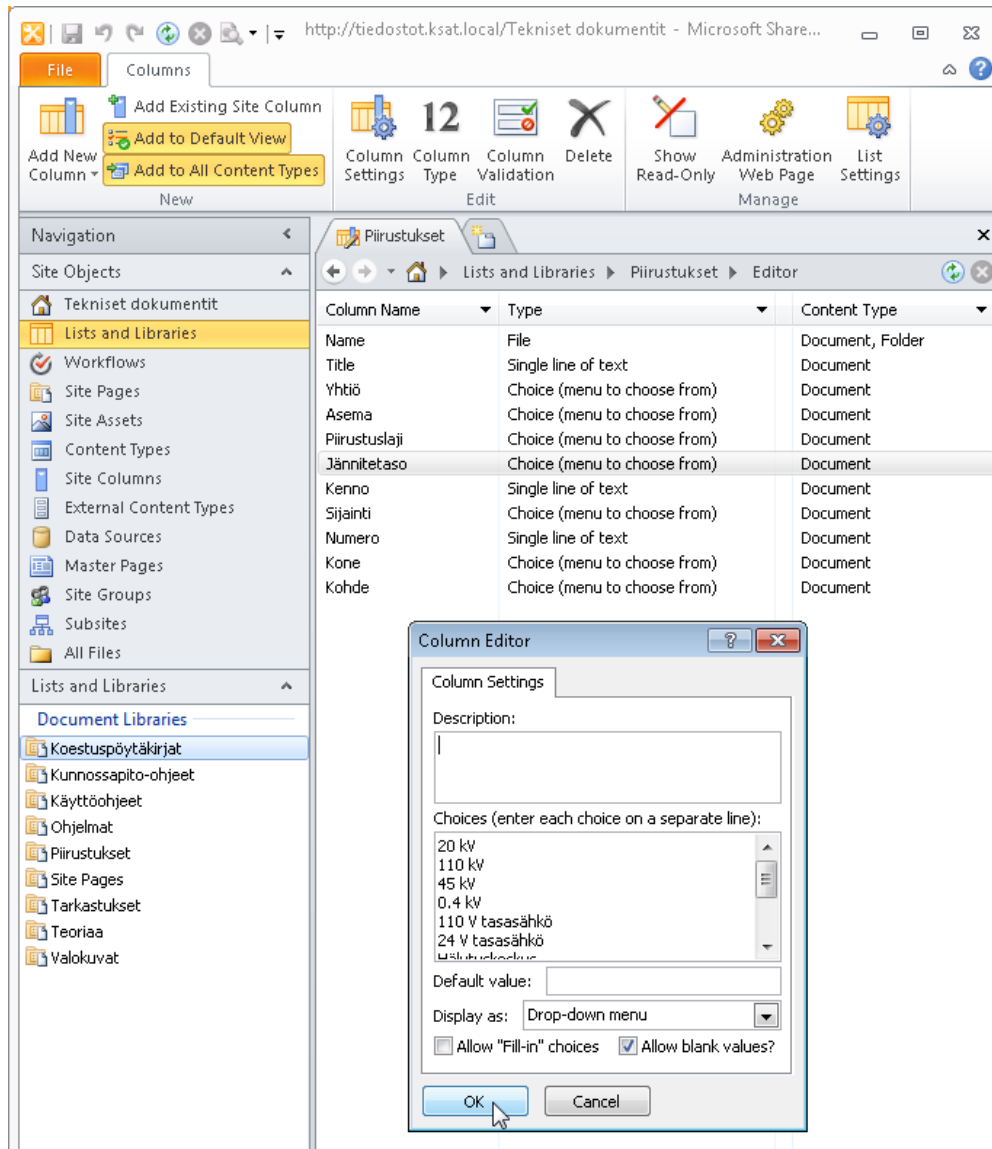 http://tiedostot.ksat.local/Tekniset dokumentit - Microsoft Share...
File
Columns
Add New Column
Add Existing Site Column
Add to Default View
Add to All Content Types
New
Column Settings
12
Column Type
Column Validation
Delete
Edit
Show Read-Only
Administration Web Page
List Settings
Manage
Navigation
Site Objects
Tekniset dokumentit
Lists and Libraries
Workflows
Site Pages
Site Assets
Content Types
Site Columns
External Content Types
Data Sources
Master Pages
Site Groups
Subsites
All Files
Lists and Libraries
Document Libraries
Koestuspöytäkirjat
Kunnossapito-ohjeet
Käyttöohjeet
Ohjelmat
Piirustukset
Site Pages
Tarkastukset
Teoriaa
Valokuvat
Piirustukset
Lists and Libraries Piirustukset Editor
Column Name Type Content Type
Name File Document, Folder
Title Single line of text Document
Yhtiö Choice (menu to choose from) Document
Asema Choice (menu to choose from) Document
Piirustuslaji Choice (menu to choose from) Document
Jännitetaso Choice (menu to choose from) Document
Kenno Single line of text Document
Sijainti Choice (menu to choose from) Document
Numero Single line of text Document
Kone Choice (menu to choose from) Document
Kohde Choice (menu to choose from) Document
Column Editor
Column Settings
Description:
Choices (enter each choice on a separate line):
20 kV
110 kV
45 kV
0.4 kV
110 V tasasähkö
24 V tasasähkö
Default value:
Display as: Drop-down menu
Allow "Fill-in" choices Allow blank values?
OK Cancel